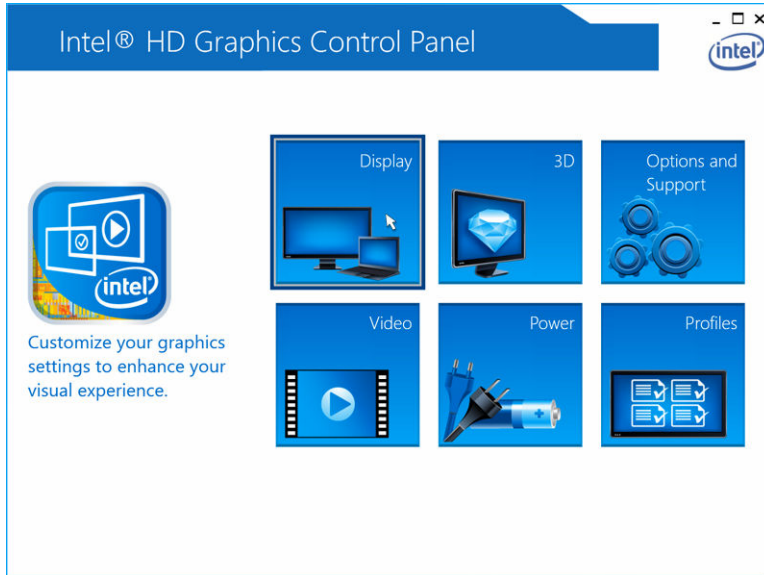 Intel® HD Graphics Control Panel
intel
Display
3D
Options and
Support
intel
Customize your graphics
settings to enhance your
visual experience.
Video
Power
Profiles